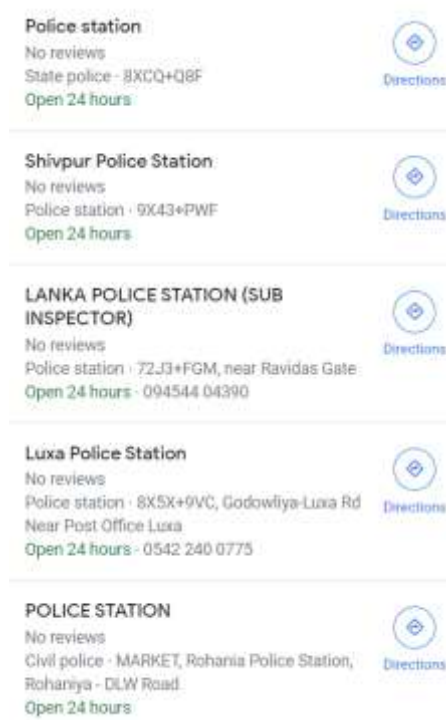 Police station
No reviews
State police · 8XCQ+Q8F
Open 24 hours
Directions
Shivpur Police Station
No reviews
Police station · 9X43+PWF
Open 24 hours
Directions
LANKA POLICE STATION (SUB
INSPECTOR)
No reviews
Police station · 72J3+FGM, near Ravidas Gate
Open 24 hours · 094544 04390
Directions
Luxa Police Station
No reviews
Police station · 8X5X+9VC, Godowliya-Luxa Rd
Near Post Office Luxa
Open 24 hours · 0542 240 0775
Directions
POLICE STATION
No reviews
Civil police · MARKET, Rohania Police Station,
Rohaniya - DLW Road
Open 24 hours
Directions